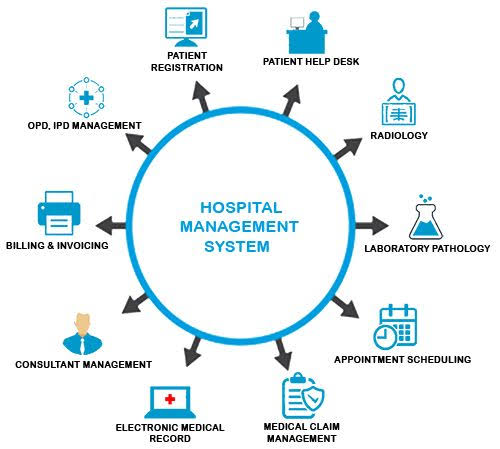 PATIENT
REGISTRATION
PATIENT HELP DESK
OPD, IPD MANAGEMENT
RADIOLOGY
HOSPITAL
MANAGEMENT
SYSTEM
BILLING & INVOICING
LABORATORY PATHOLOGY
CONSULTANT MANAGEMENT
APPOINTMENT SCHEDULING
ELECTRONIC MEDICAL
RECORD
MEDICAL CLAIM
MANAGEMENT